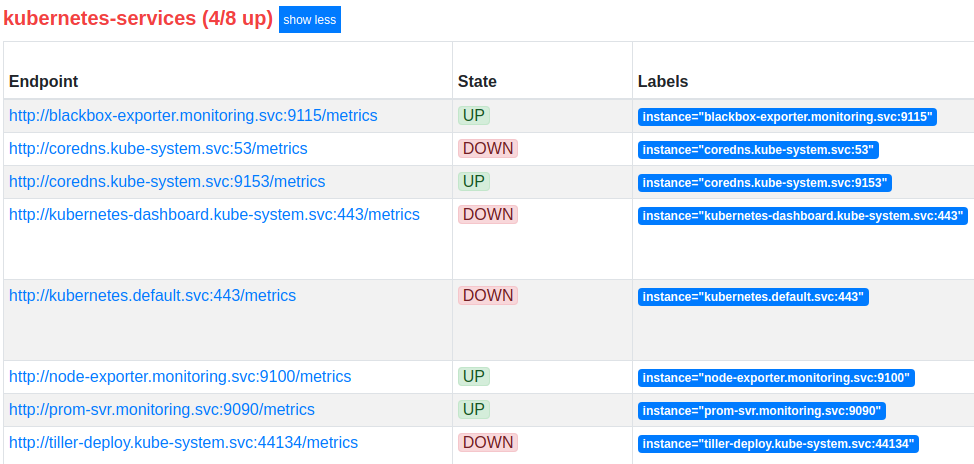 kubernetes-services (4/8 up) show less
Endpoint State Labels
http://blackbox-exporter.monitoring.svc:9115/metrics UP instance="blackbox-exporter.monitoring.svc:9115"
http://coredns.kube-system.svc:53/metrics DOWN instance="coredns.kube-system.svc:53"
http://coredns.kube-system.svc:9153/metrics UP instance="coredns.kube-system.svc:9153"
http://kubernetes-dashboard.kube-system.svc:443/metrics DOWN instance="kubernetes-dashboard.kube-system.svc:443"
http://kubernetes.default.svc:443/metrics DOWN instance="kubernetes.default.svc:443"
http://node-exporter.monitoring.svc:9100/metrics UP instance="node-exporter.monitoring.svc:9100"
http://prom-svr.monitoring.svc:9090/metrics UP instance="prom-svr.monitoring.svc:9090"
http://tiller-deploy.kube-system.svc:44134/metrics DOWN instance="tiller-deploy.kube-system.svc:44134"